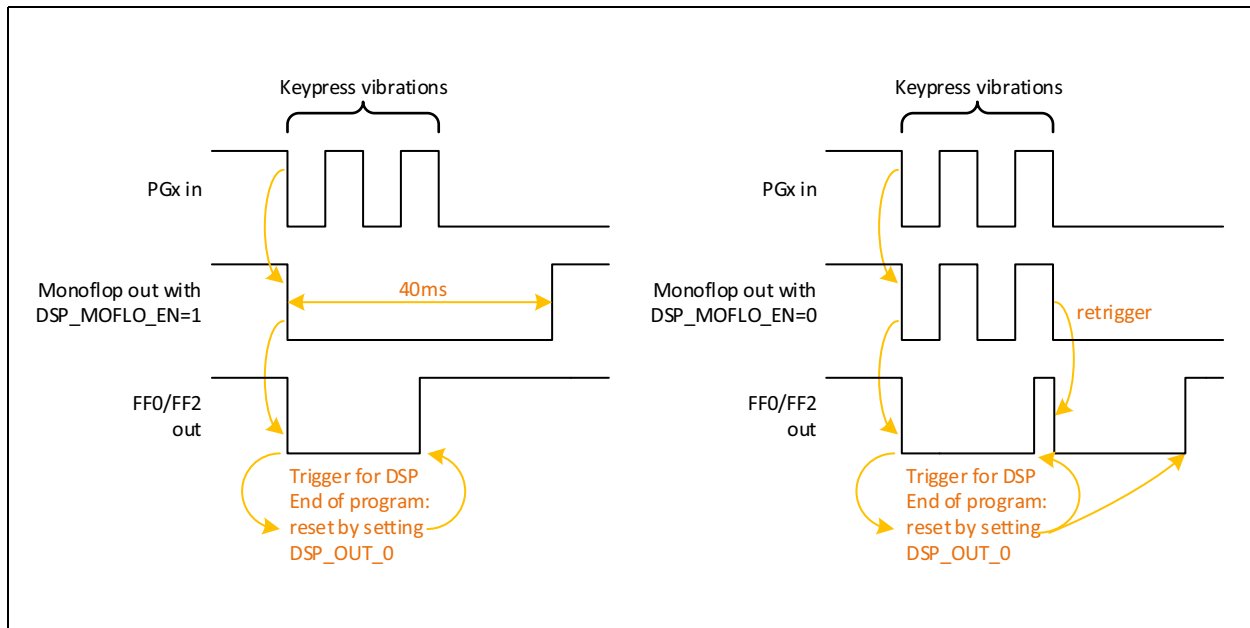 Keypress vibrations
PGx in
Monoflop out with
DSP_MOFLO_EN=1
40ms
FF0/FF2
out
Trigger for DSP
End of program:
reset by setting
DSP_OUT_0
Keypress vibrations
PGx in
Monoflop out with
DSP_MOFLO_EN=0
retrigger
FF0/FF2
out
Trigger for DSP
End of program:
reset by setting
DSP_OUT_0